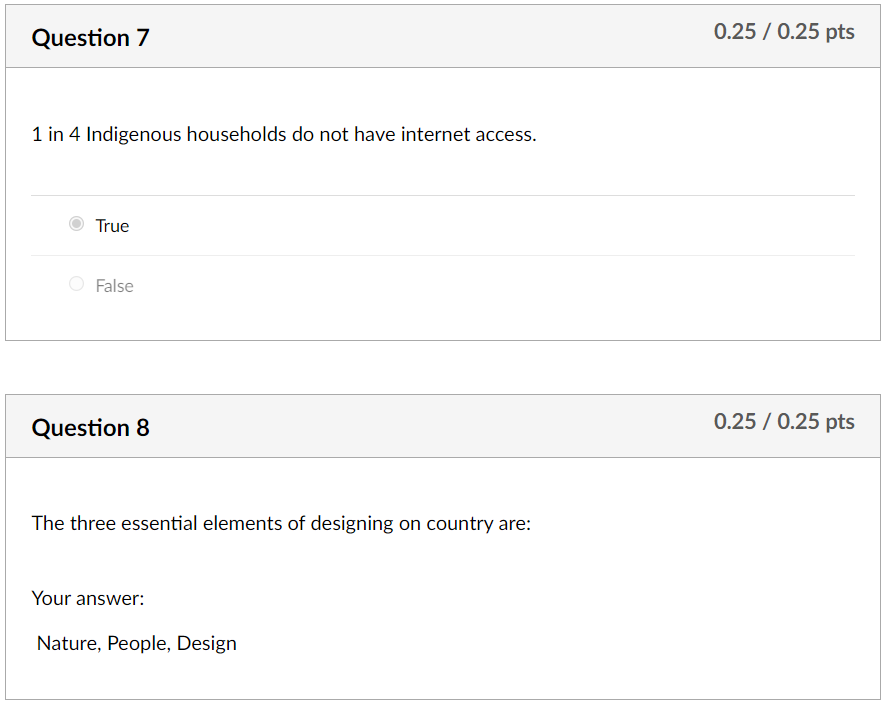 Question 7
0.25 / 0.25 pts
1 in 4 Indigenous households do not have internet access.
True
False
Question 8
0.25 / 0.25 pts
The three essential elements of designing on country are:
Your answer:
Nature, People, Design